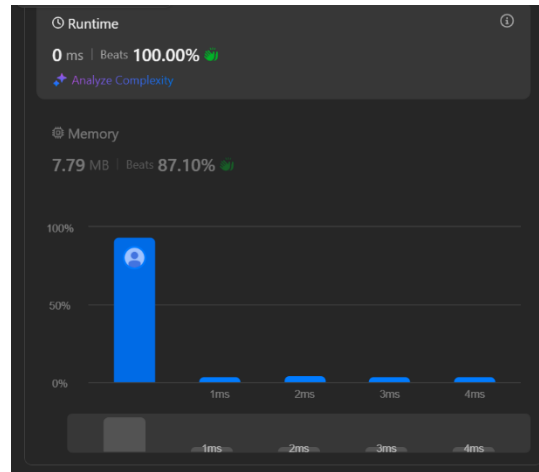 Runtime
0 ms | Beats 100.00%
Analyze Complexity
Memory
7.79 MB | Beats 87.10%
100%
50%
0%
1ms 2ms 3ms 4ms
1ms 2ms 3ms 4ms